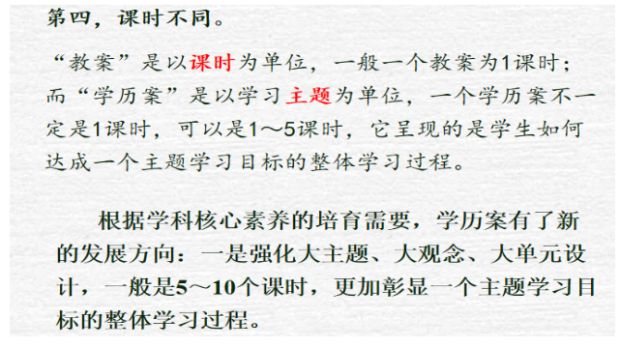 第四，课时不同。
“教案”是以课时为单位，一般一个教案为1课时；
而“学历案”是以学习主题为单位，一个学历案不一
定是1课时，可以是1～5课时，它呈现的是学生如何
达成一个主题学习目标的整体学习过程。
根据学科核心素养的培育需要，学历案有了新
的发展方向：一是强化大主题、大观念、大单元设
计，一般是5～10个课时，更加彰显一个主题学习目
标的整体学习过程。